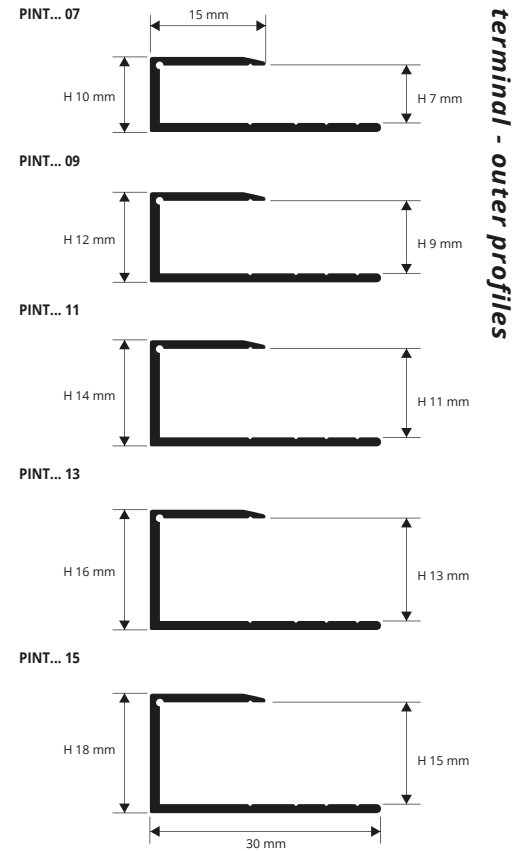 PINT... 07
15 mm
H 10 mm
H 7 mm
PINT... 09
H 12 mm
H 9 mm
PINT... 11
H 14 mm
H 11 mm
PINT... 13
H 16 mm
H 13 mm
PINT... 15
H 18 mm
H 15 mm
30 mm
terminal - outer profiles